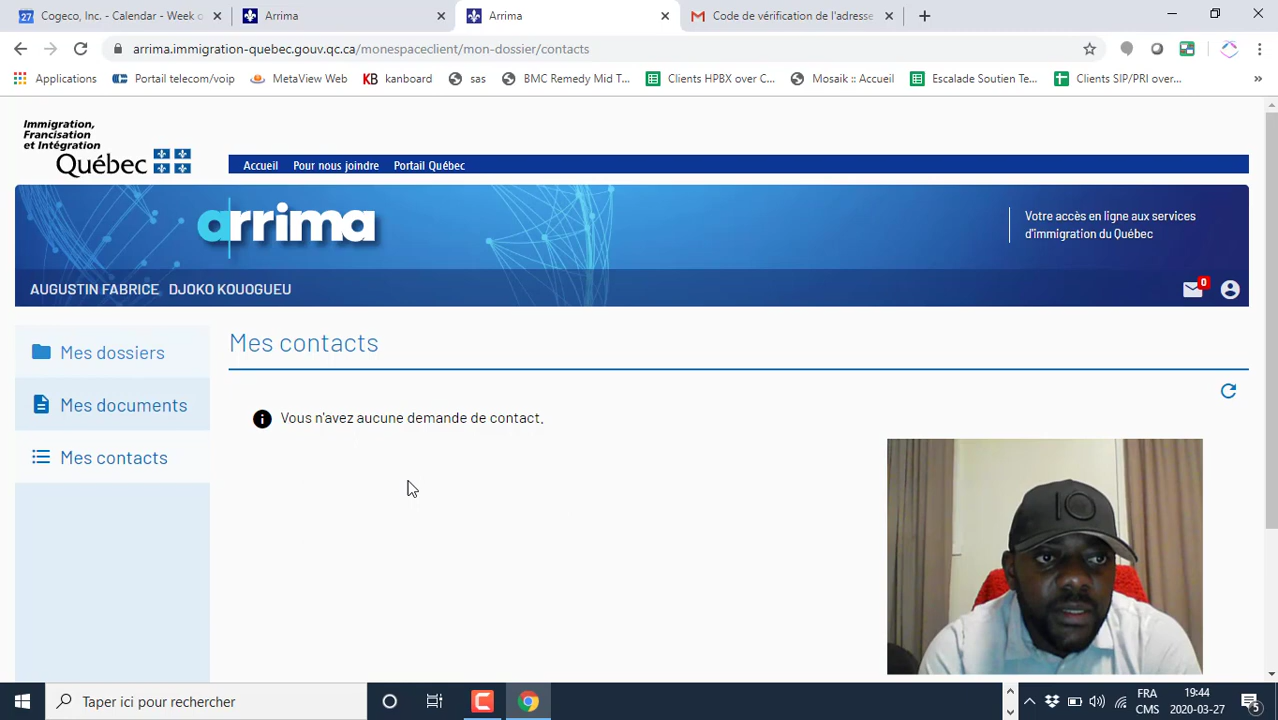 27 Cogeco, Inc. - Calendar - Week o
Arrima
Arrima
Code de vérification de l'adresse
arrima.immigration-quebec.gouv.qc.ca/monespaceclient/mon-dossier/contacts
Applications
Portail telecom/voip
MetaView Web
KB kanboard
sas
BMC Remedy Mid T...
Clients HPBX over C...
Mosaik :: Accueil
Escalade Soutien Te...
Clients SIP/PRI over...
»
Immigration,
Francisation
et Intégration
Québec
Accueil Pour nous joindre Portail Québec
arrima
Votre accès en ligne aux services
d'immigration du Québec
AUGUSTIN FABRICE DJOKO KOUOGUEU
0
Mes dossiers
Mes documents
Mes contacts
Mes contacts
Vous n'avez aucune demande de contact.
IO
Taper ici pour rechercher
FRA
CMS
19:44
2020-03-27
5